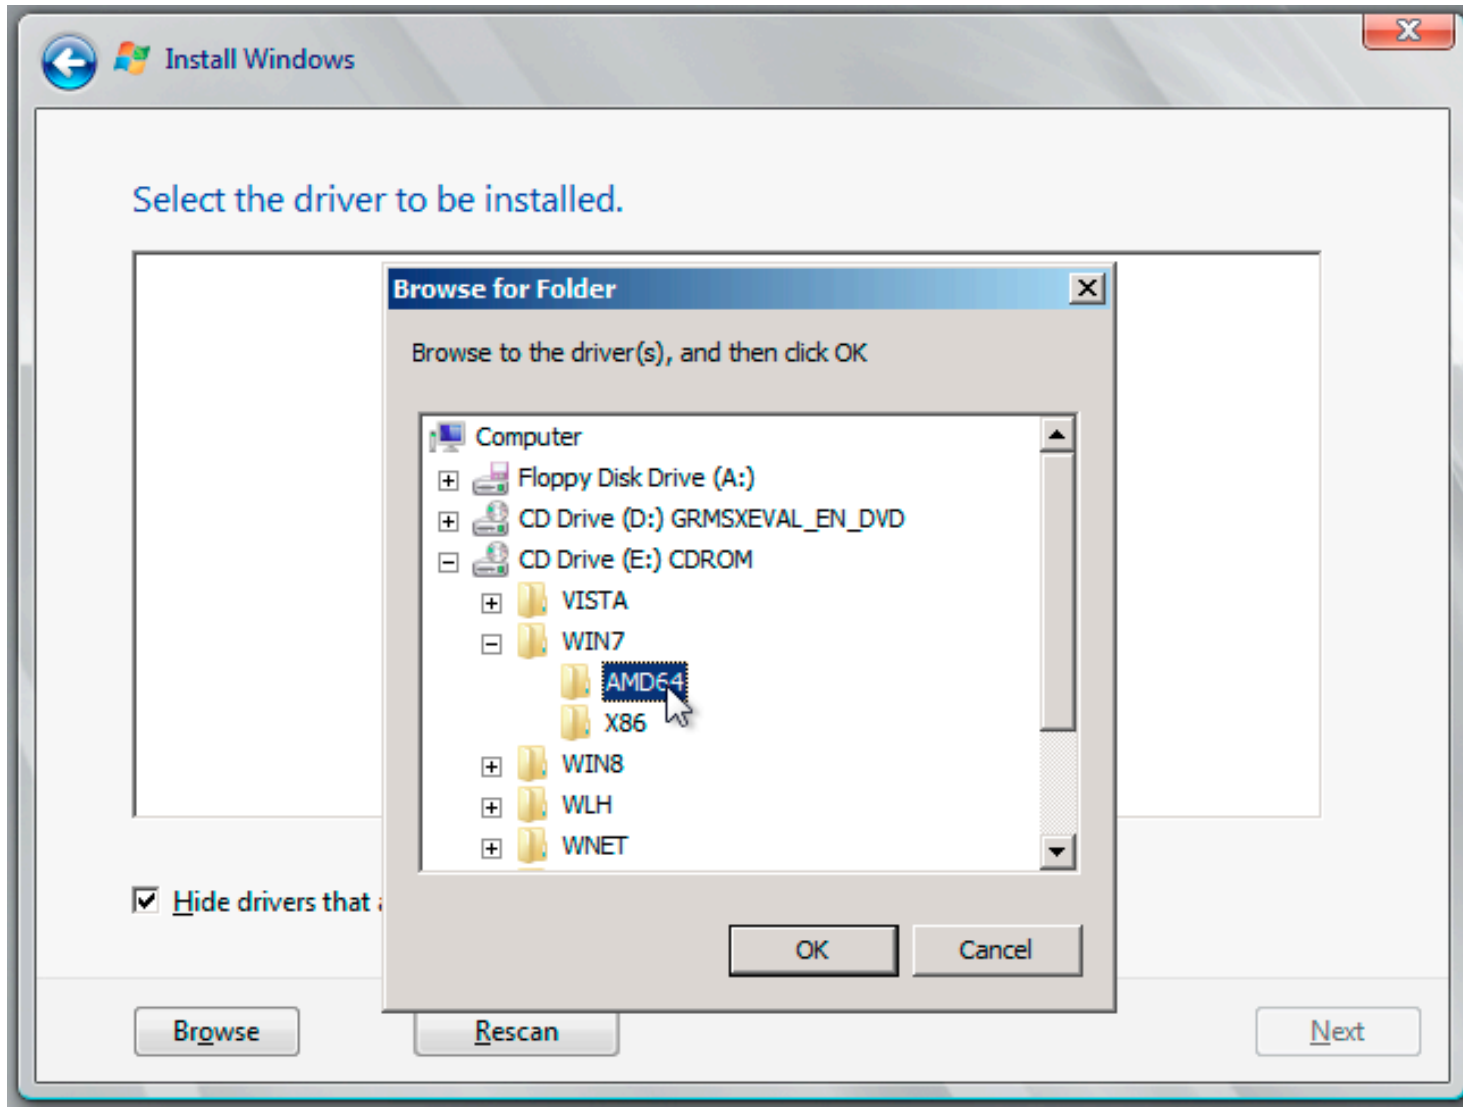 Install Windows
Select the driver to be installed.
Browse for Folder
Browse to the driver(s), and then click OK
Computer
Floppy Disk Drive (A:)
CD Drive (D:) GRMSXEVAL_EN_DVD
CD Drive (E:) CDROM
VISTA
WIN7
AMD64
X86
WIN8
WLH
WNET
Hide drivers that
OK Cancel
Browse Rescan Next